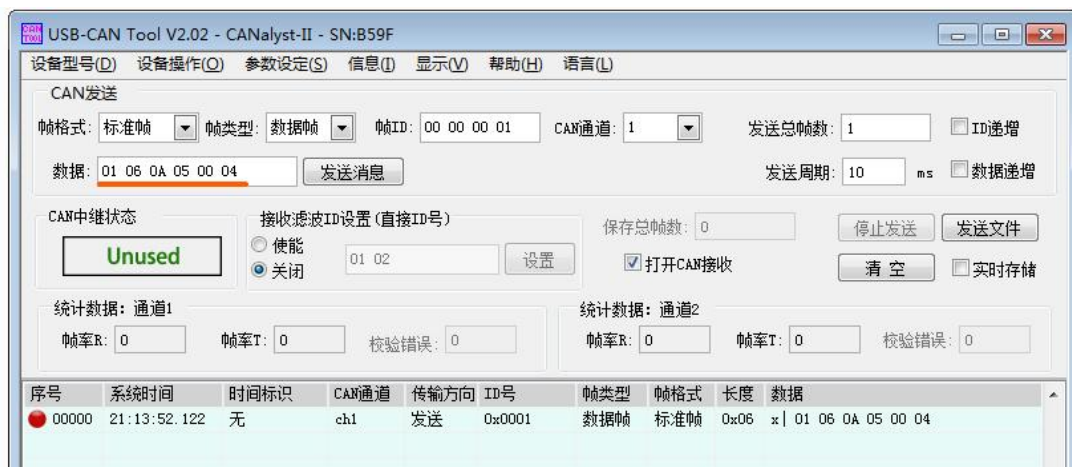 USB-CAN Tool V2.02 - CANalyst-II - SN:B59F
设备型号(D) 设备操作(O) 参数设定(S) 信息(I) 显示(V) 帮助(H) 语言(L)
CAN发送
帧格式: 标准帧 帧类型: 数据帧 帧ID: 00 00 00 01 CAN通道: 1 发送总帧数: 1 ID递增
数据: 01 06 0A 05 00 04 发送消息 发送周期: 10 ms 数据递增
CAN中继状态 接收滤波ID设置(直接ID号) 保存总帧数: 0 停止发送 发送文件
Unused 使能 01 02 设置
关闭 打开CAN接收 清空 实时存储
统计数据: 通道1 统计数据: 通道2
帧率R: 0 帧率T: 0 校验错误: 0 帧率R: 0 帧率T: 0 校验错误: 0
序号 系统时间 时间标识 CAN通道 传输方向 ID号 帧类型 帧格式 长度 数据
00000 21:13:52.122 无 ch1 发送 0x0001 数据帧 标准帧 0x06 x| 01 06 0A 05 00 04